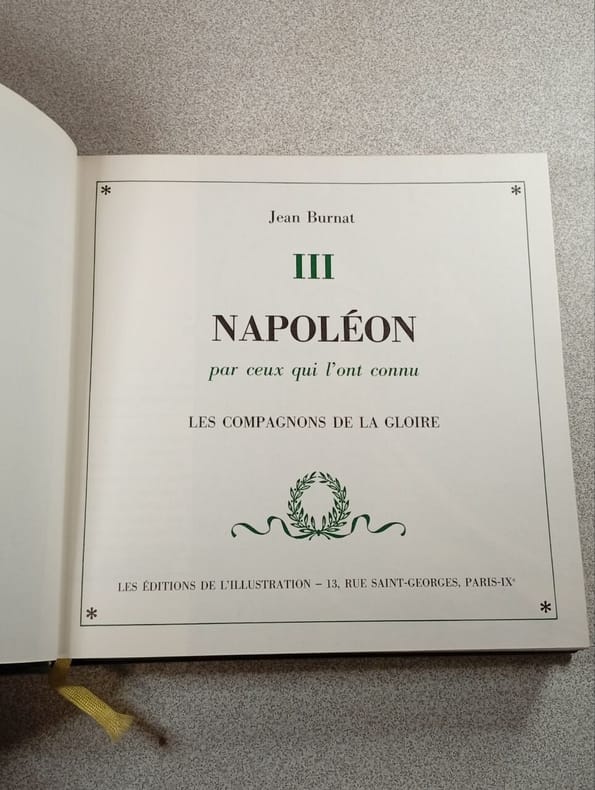 Jean Burnat
III
NAPOLÉON
par ceux qui l'ont connu
LES COMPAGNONS DE LA GLOIRE
LES ÉDITIONS DE L'ILLUSTRATION – 13, RUE SAINT-GEORGES, PARIS-IXᵉ